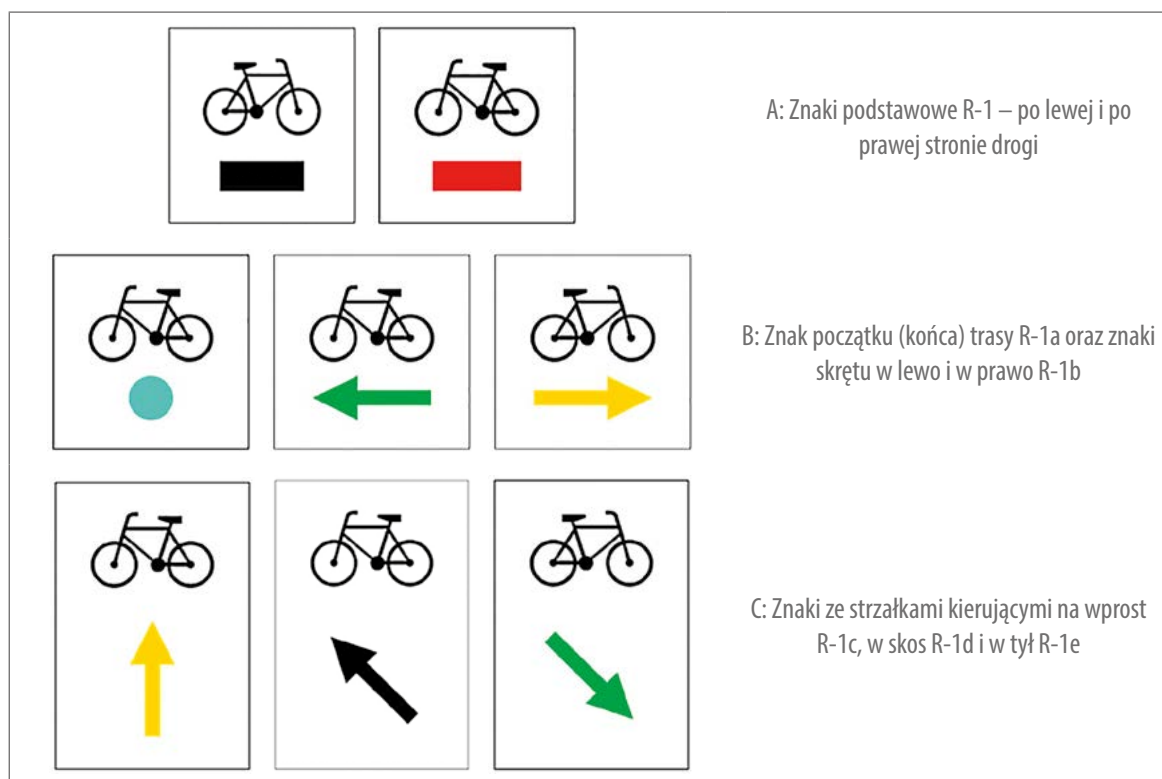 A: Znaki podstawowe R-1 – po lewej i po
prawej stronie drogi
B: Znak początku (końca) trasy R-1a oraz znaki
skrętu w lewo i w prawo R-1b
C: Znaki ze strzałkami kierującymi na wprost
R-1c, w skos R-1d i w tył R-1e